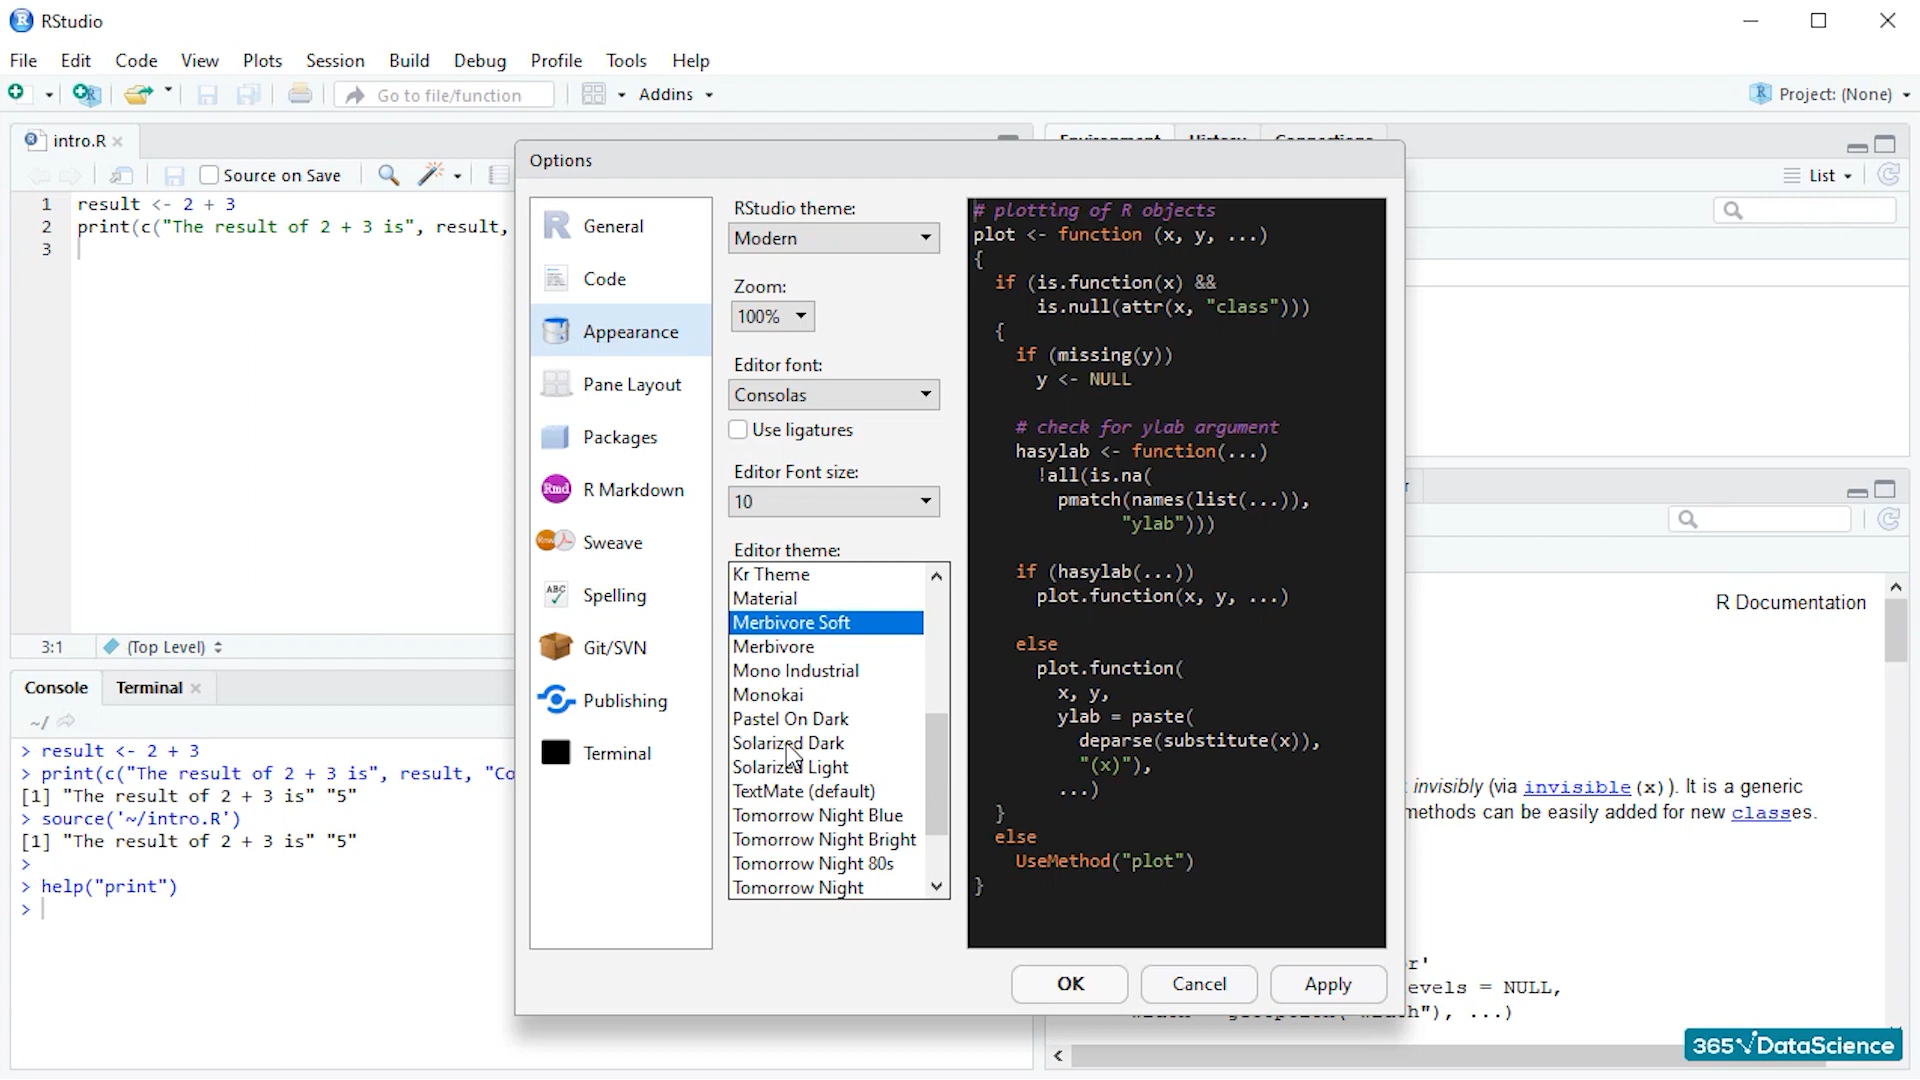 RStudio
File Edit Code View Plots Session Build Debug Profile Tools Help
Go to file/function Addins Project: (None)
intro.R
Source on Save
1 result <- 2 + 3
2 print(c("The result of 2 + 3 is", result,
3
3:1 (Top Level)
Console Terminal
~/
> result <- 2 + 3
> print(c("The result of 2 + 3 is", result, "Co
[1] "The result of 2 + 3 is" "5"
> source('~/intro.R')
[1] "The result of 2 + 3 is" "5"
>
> help("print")
>
Options
General
Code
Appearance
Pane Layout
Packages
Rmd R Markdown
Sweave
ABC Spelling
Git/SVN
Publishing
Terminal
RStudio theme:
Modern
Zoom:
100%
Editor font:
Consolas
Use ligatures
Editor Font size:
10
Editor theme:
Kr Theme
Material
Merbivore Soft
Merbivore
Mono Industrial
Monokai
Pastel On Dark
Solarized Dark
Solarized Light
TextMate (default)
Tomorrow Night Blue
Tomorrow Night Bright
Tomorrow Night 80s
Tomorrow Night
# plotting of R objects
plot <- function (x, y, ...)
{
if (is.function(x) &&
is.null(attr(x, "class")))
{
if (missing(y))
y <- NULL
# check for ylab argument
hasylab <- function(...)
!all(is.na(
pmatch(names(list(...)),
"ylab")))
if (hasylab(...))
plot.function(x, y, ...)
else
plot.function(
x, y,
ylab = paste(
deparse(substitute(x)),
"(x)"),
...)
}
else
UseMethod("plot")
}
OK Cancel Apply
Environment History Connections
List
R Documentation
invisibly (via invisible(x)). It is a generic
methods can be easily added for new classes.
r'
evels = NULL,
h"), ...)
365 DataScience